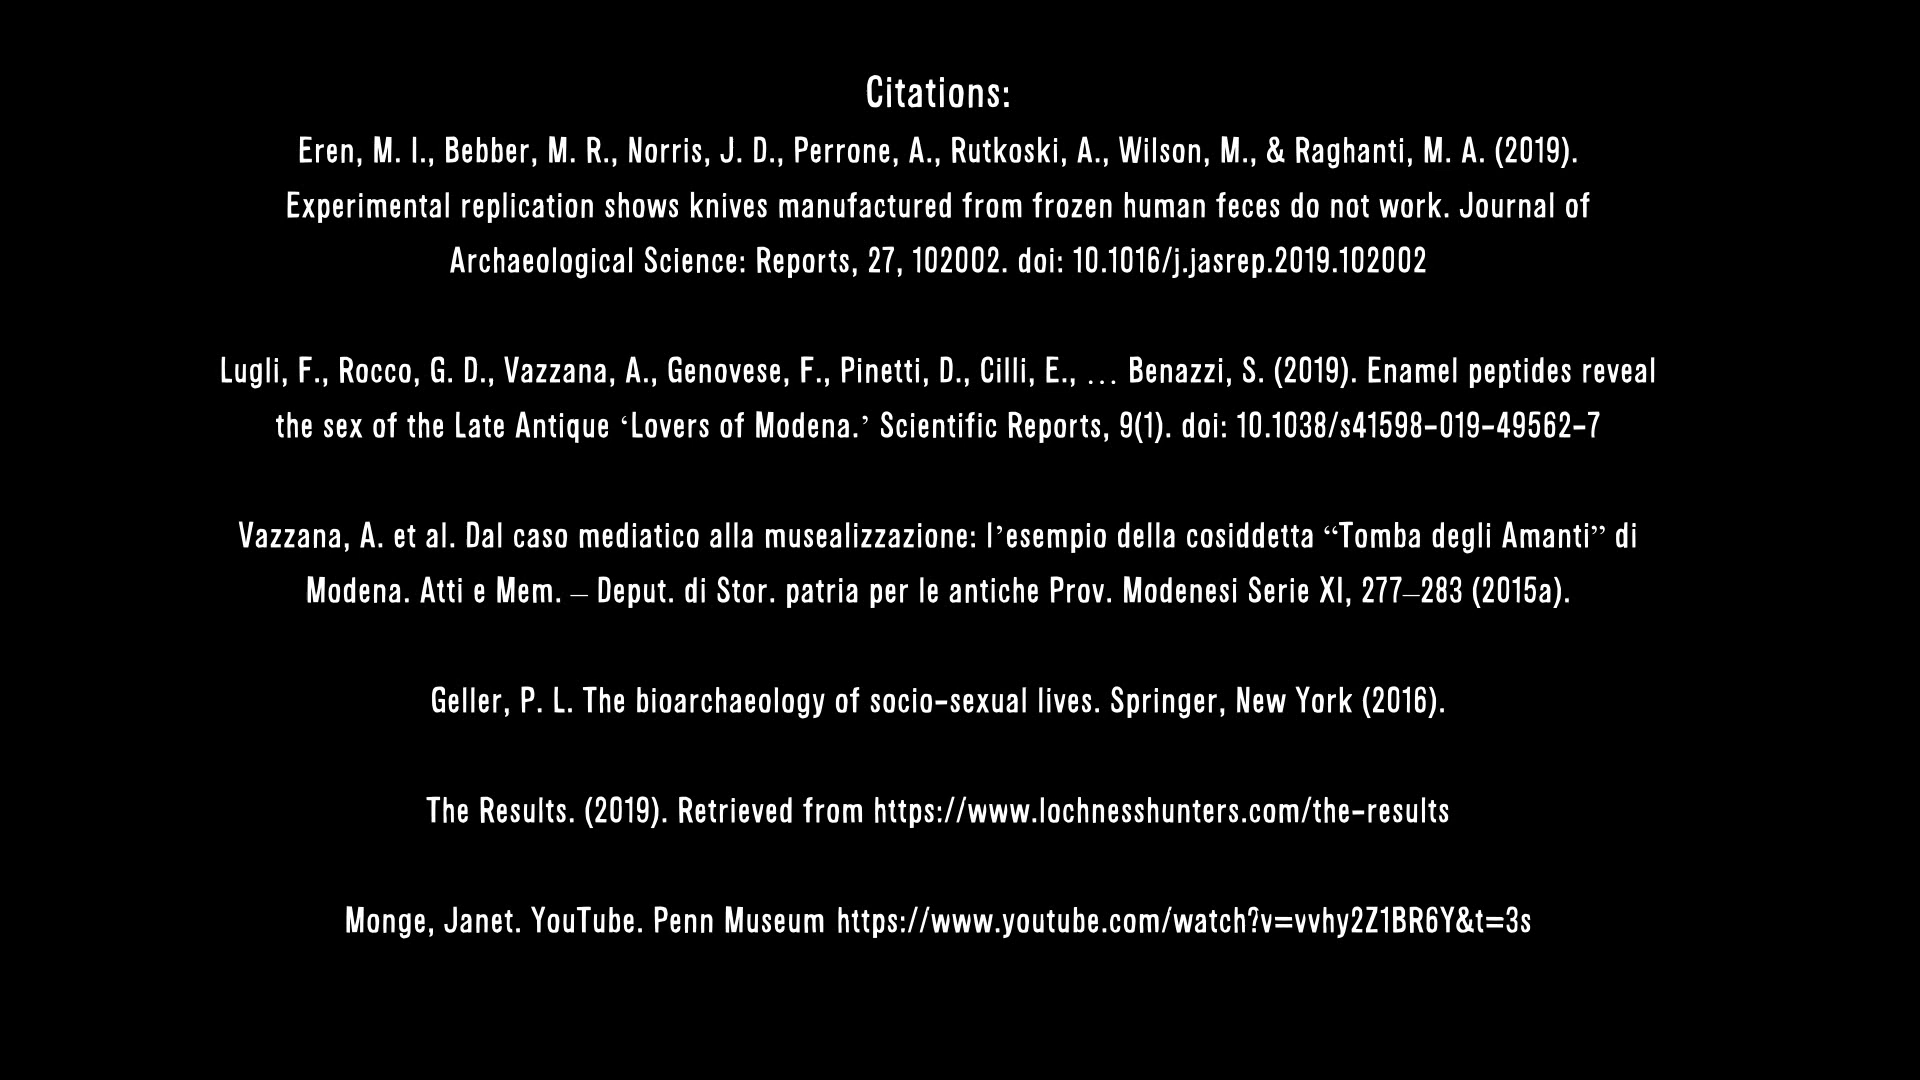 Citations:
Eren, M. I., Bebber, M. R., Norris, J. D., Perrone, A., Rutkoski, A., Wilson, M., & Raghanti, M. A. (2019).
Experimental replication shows knives manufactured from frozen human feces do not work. Journal of
Archaeological Science: Reports, 27, 102002. doi: 10.1016/j.jasrep.2019.102002
Lugli, F., Rocco, G. D., Vazzana, A., Genovese, F., Pinetti, D., Cilli, E., … Benazzi, S. (2019). Enamel peptides reveal
the sex of the Late Antique ‘Lovers of Modena.’ Scientific Reports, 9(1). doi: 10.1038/s41598-019-49562-7
Vazzana, A. et al. Dal caso mediatico alla musealizzazione: l’esempio della cosiddetta “Tomba degli Amanti” di
Modena. Atti e Mem. – Deput. di Stor. patria per le antiche Prov. Modenesi Serie XI, 277–283 (2015a).
Geller, P. L. The bioarchaeology of socio-sexual lives. Springer, New York (2016).
The Results. (2019). Retrieved from https://www.lochnesshunters.com/the-results
Monge, Janet. YouTube. Penn Museum https://www.youtube.com/watch?v=vvhy2Z1BR6Y&t=3s